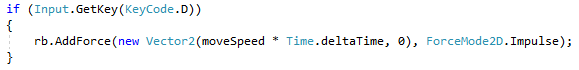 if (Input.GetKey(KeyCode.D))
{
    rb.AddForce(new Vector2(moveSpeed * Time.deltaTime, 0), ForceMode2D.Impulse);
}